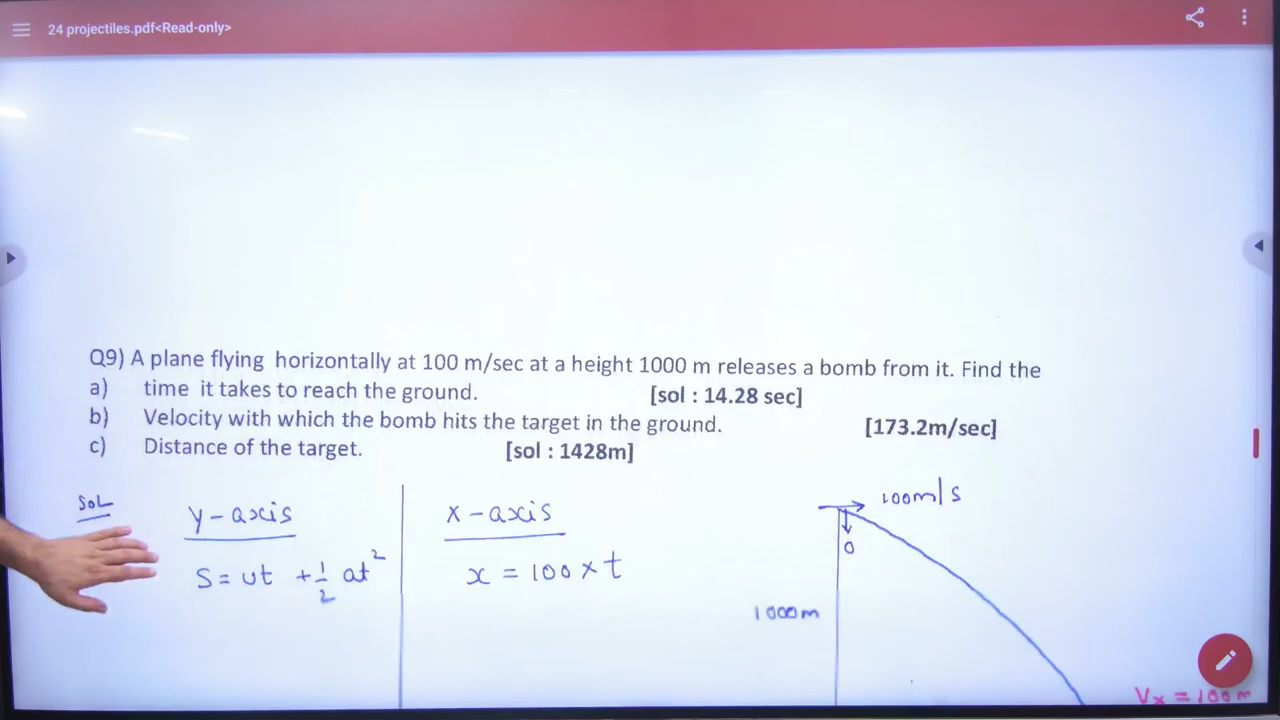 24 projectiles.pdf<Read-only>
Q9) A plane flying horizontally at 100 m/sec at a height 1000 m releases a bomb from it. Find the
a) time it takes to reach the ground. [sol : 14.28 sec]
b) Velocity with which the bomb hits the target in the ground. [173.2m/sec]
c) Distance of the target. [sol : 1428m]
SOL
y-axis
S = ut + 1/2 at²
x-axis
x = 100 × t
100m/s
0
1000m
Vx = 100 m